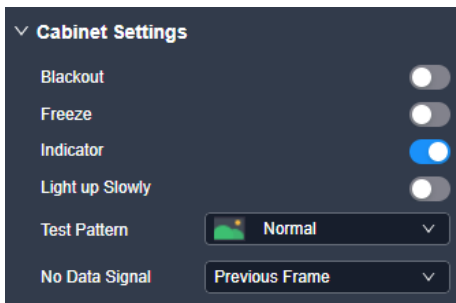 Cabinet Settings
Blackout
Freeze
Indicator
Light up Slowly
Test Pattern Normal
No Data Signal Previous Frame